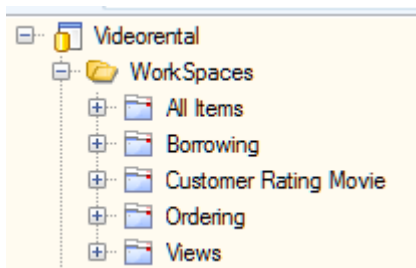 Videorental
WorkSpaces
All Items
Borrowing
Customer Rating Movie
Ordering
Views